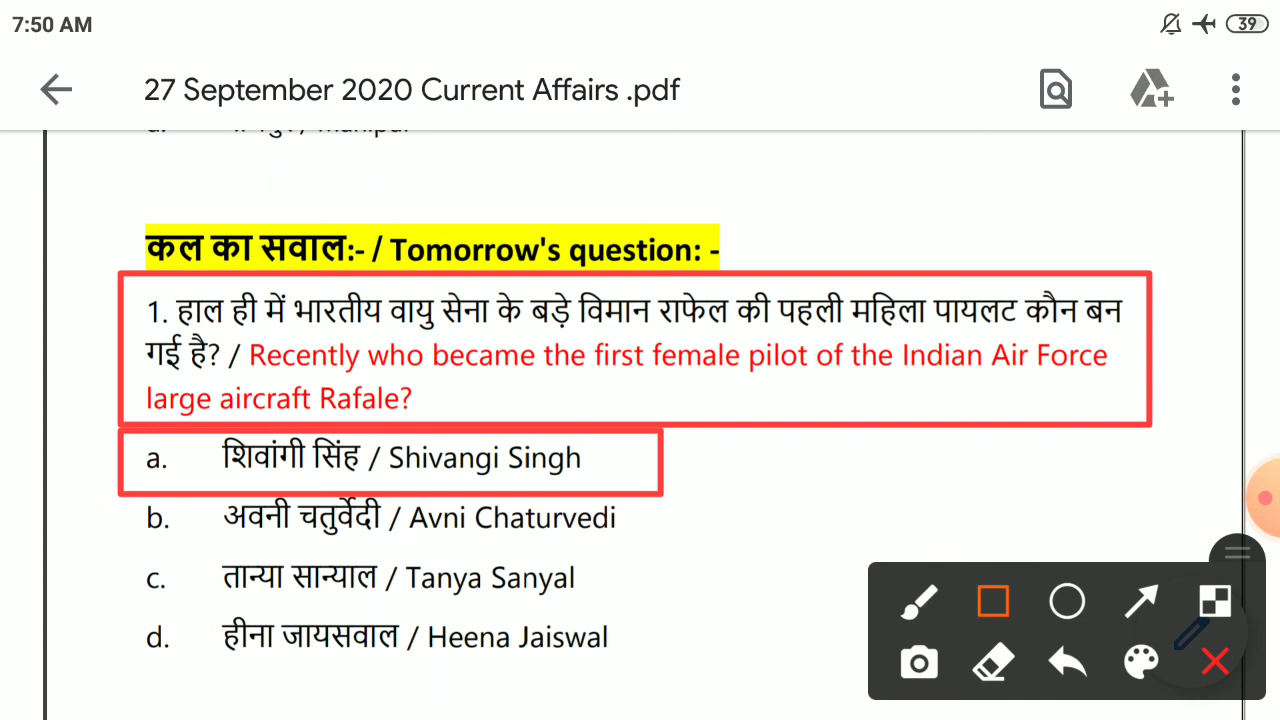 7:50 AM
39
27 September 2020 Current Affairs .pdf
कल का सवाल:- / Tomorrow's question: -
1. हाल ही में भारतीय वायु सेना के बड़े विमान राफेल की पहली महिला पायलट कौन बन
गई है? / Recently who became the first female pilot of the Indian Air Force
large aircraft Rafale?
a. शिवांगी सिंह / Shivangi Singh
b. अवनी चतुर्वेदी / Avni Chaturvedi
c. तान्या सान्याल / Tanya Sanyal
d. हीना जायसवाल / Heena Jaiswal